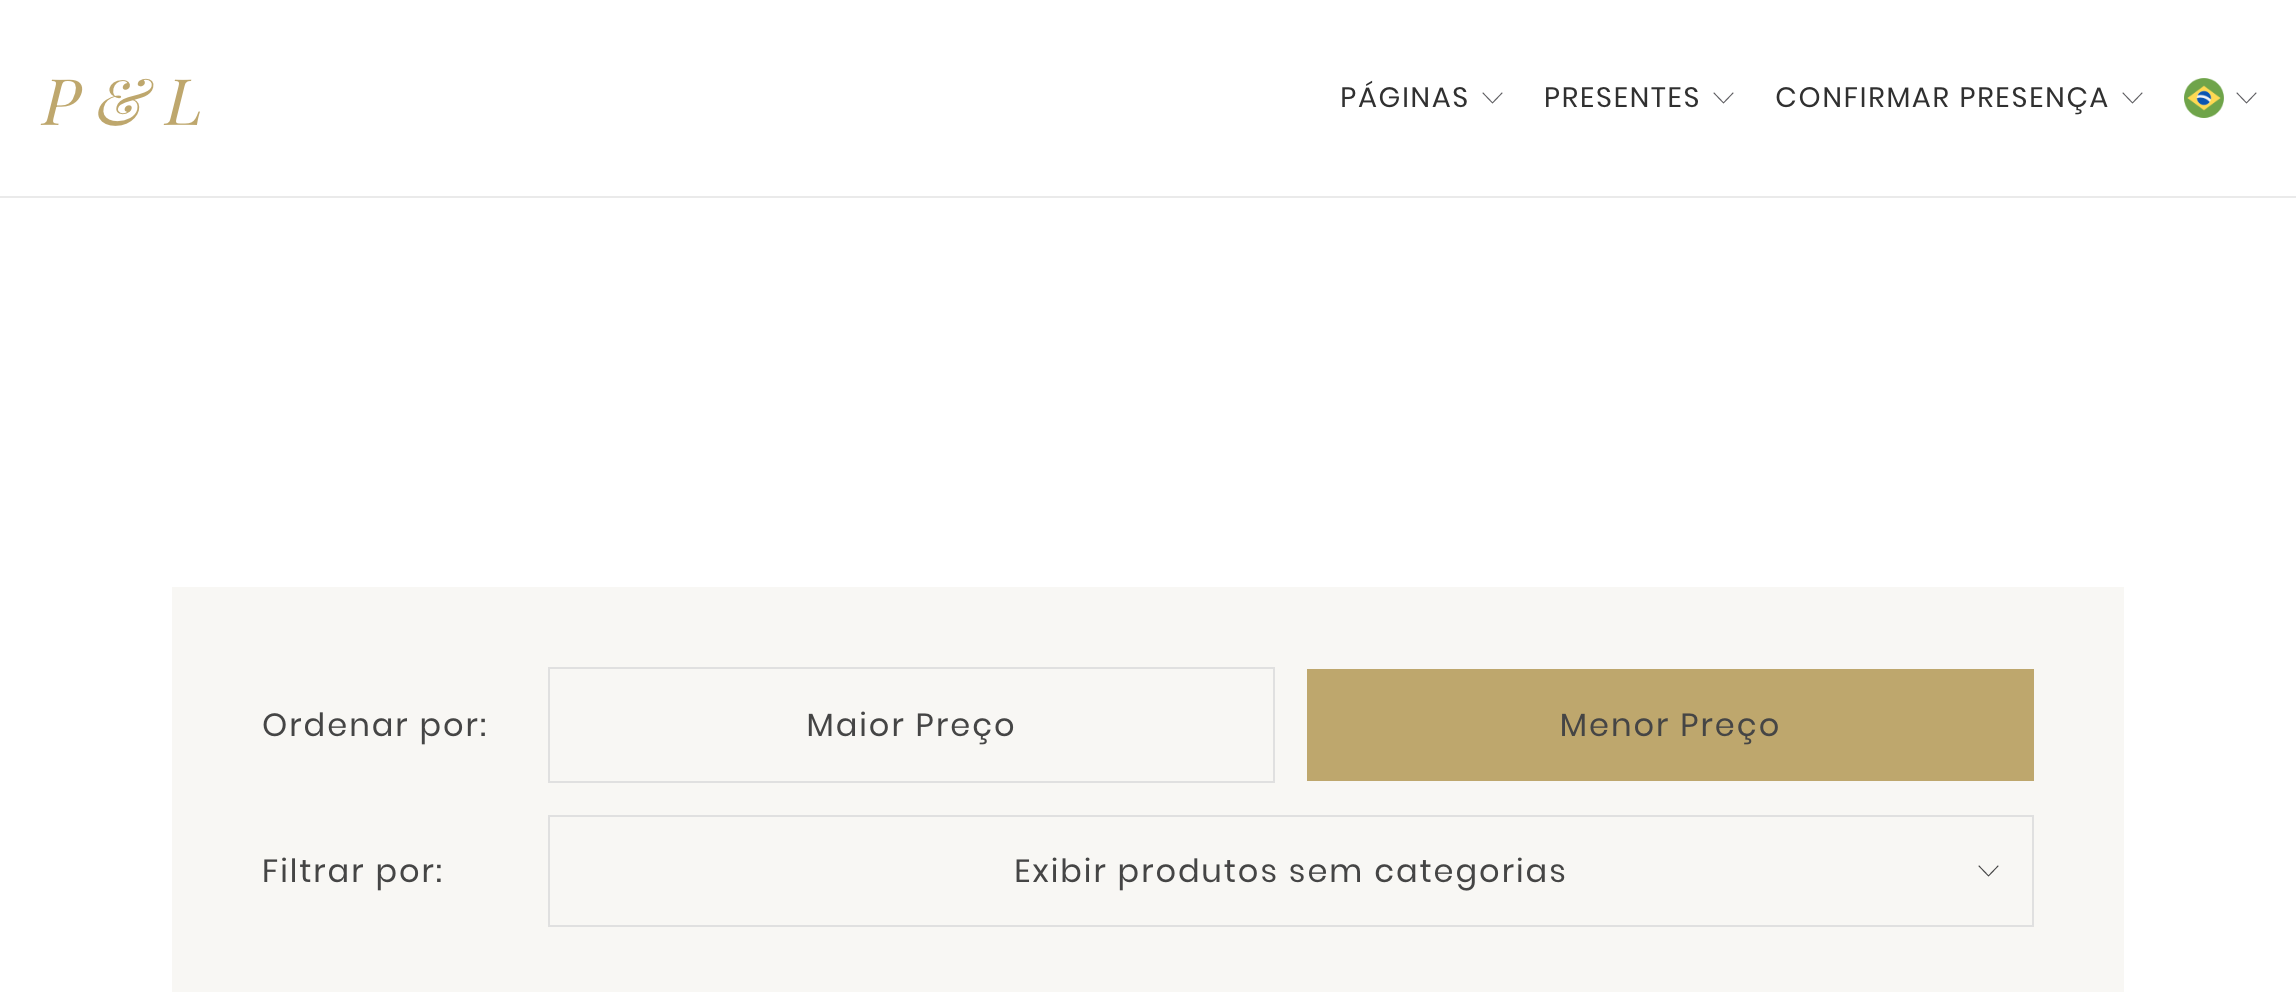 P & L
PÁGINAS
PRESENTES
CONFIRMAR PRESENÇA
Ordenar por:
Maior Preço
Menor Preço
Filtrar por:
Exibir produtos sem categorias